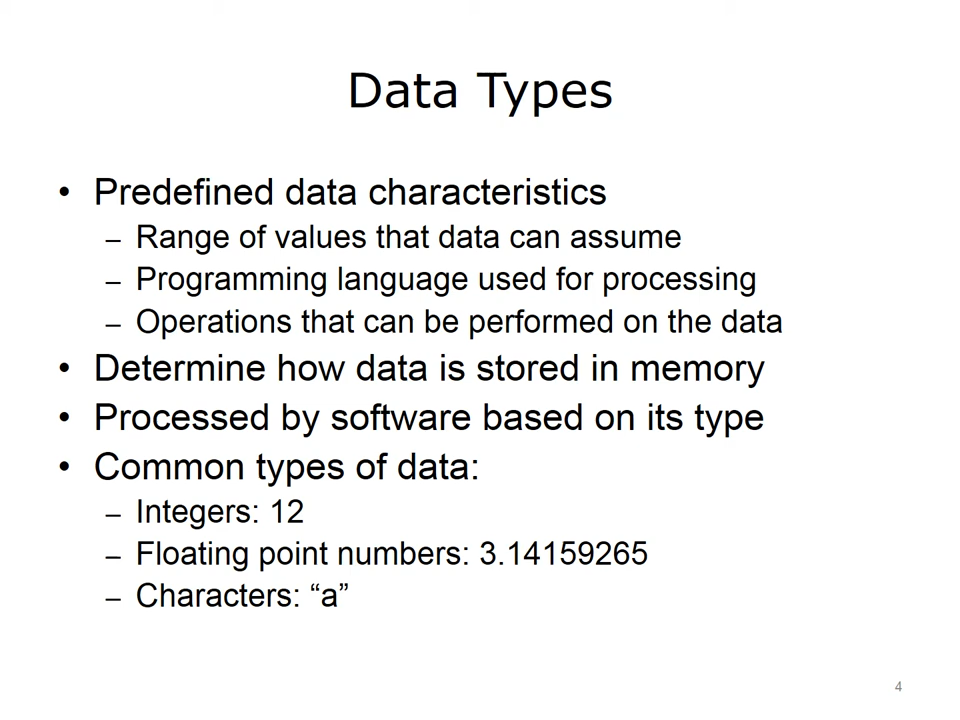 Data Types
• Predefined data characteristics
– Range of values that data can assume
– Programming language used for processing
– Operations that can be performed on the data
• Determine how data is stored in memory
• Processed by software based on its type
• Common types of data:
– Integers: 12
– Floating point numbers: 3.14159265
– Characters: “a”
4